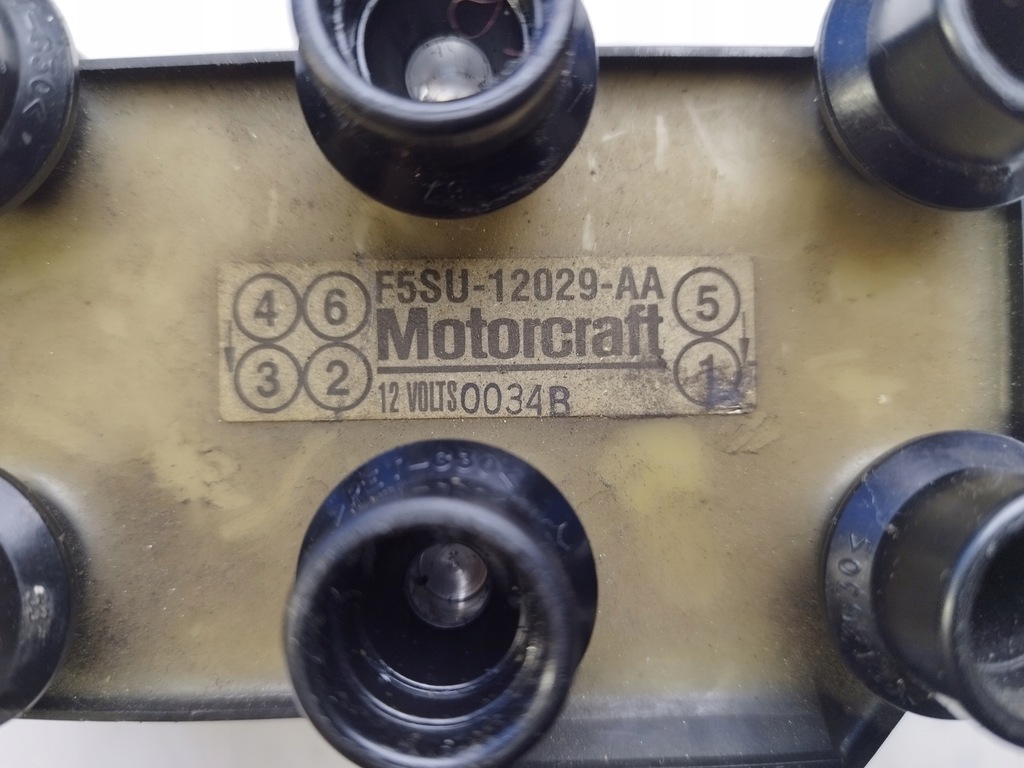 4 6 F5SU-12029-AA 5
Motorcraft
3 2 12 VOLTS 0034B 1